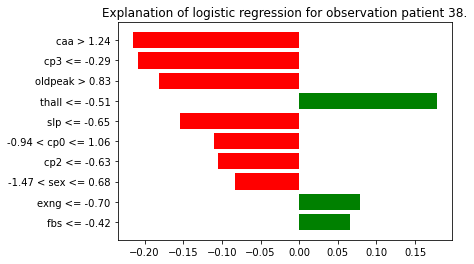 Explanation of logistic regression for observation patient 38.
caa > 1.24
cp3 <= -0.29
oldpeak > 0.83
thall <= -0.51
slp <= -0.65
-0.94 < cp0 <= 1.06
cp2 <= -0.63
-1.47 < sex <= 0.68
exng <= -0.70
fbs <= -0.42
−0.20 −0.15 −0.10 −0.05 0.00 0.05 0.10 0.15